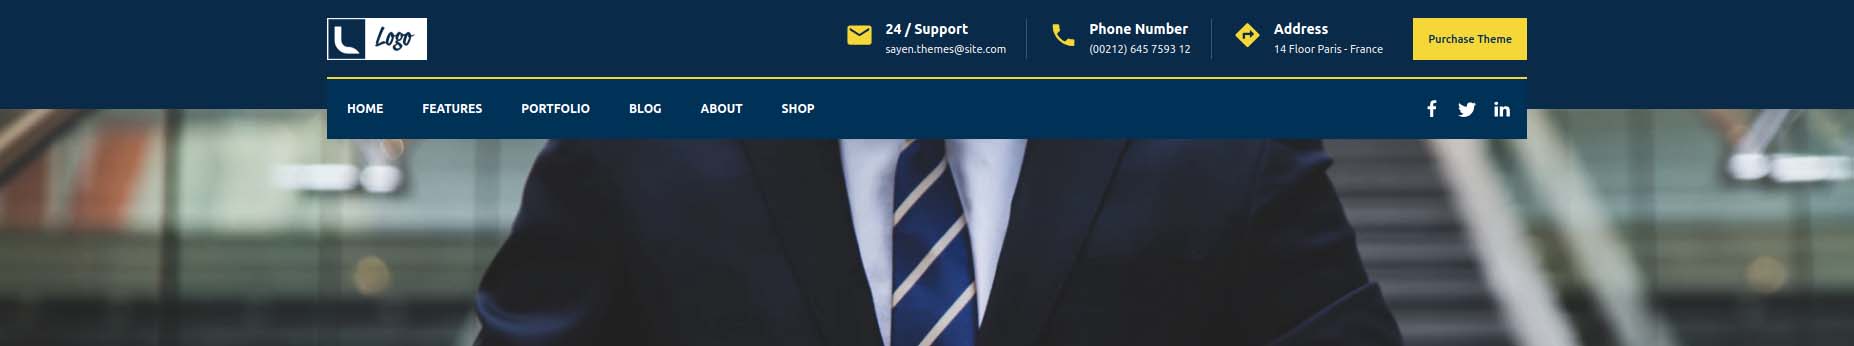 Logo
24 / Support
sayen.themes@site.com
Phone Number
(00212) 645 7593 12
Address
14 Floor Paris - France
Purchase Theme
HOME FEATURES PORTFOLIO BLOG ABOUT SHOP